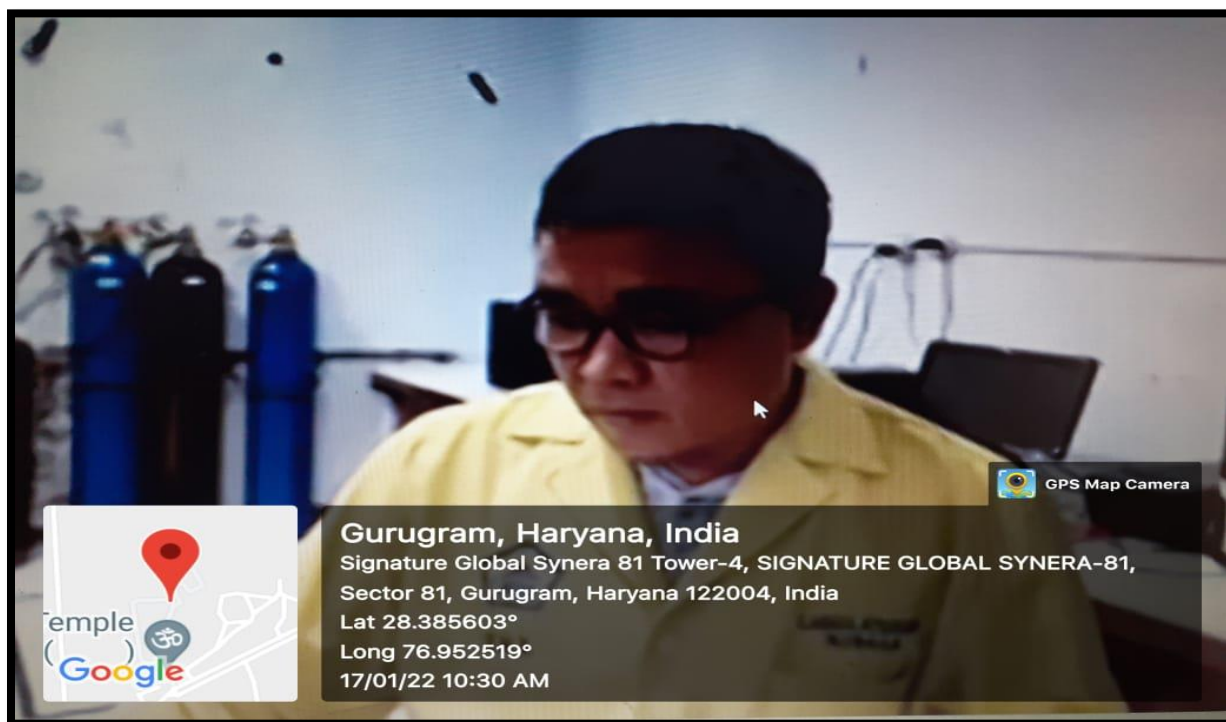 GPS Map Camera
Gurugram, Haryana, India
Signature Global Synera 81 Tower-4, SIGNATURE GLOBAL SYNERA-81,
Sector 81, Gurugram, Haryana 122004, India
Lat 28.385603°
Long 76.952519°
17/01/22 10:30 AM
Temple
Google